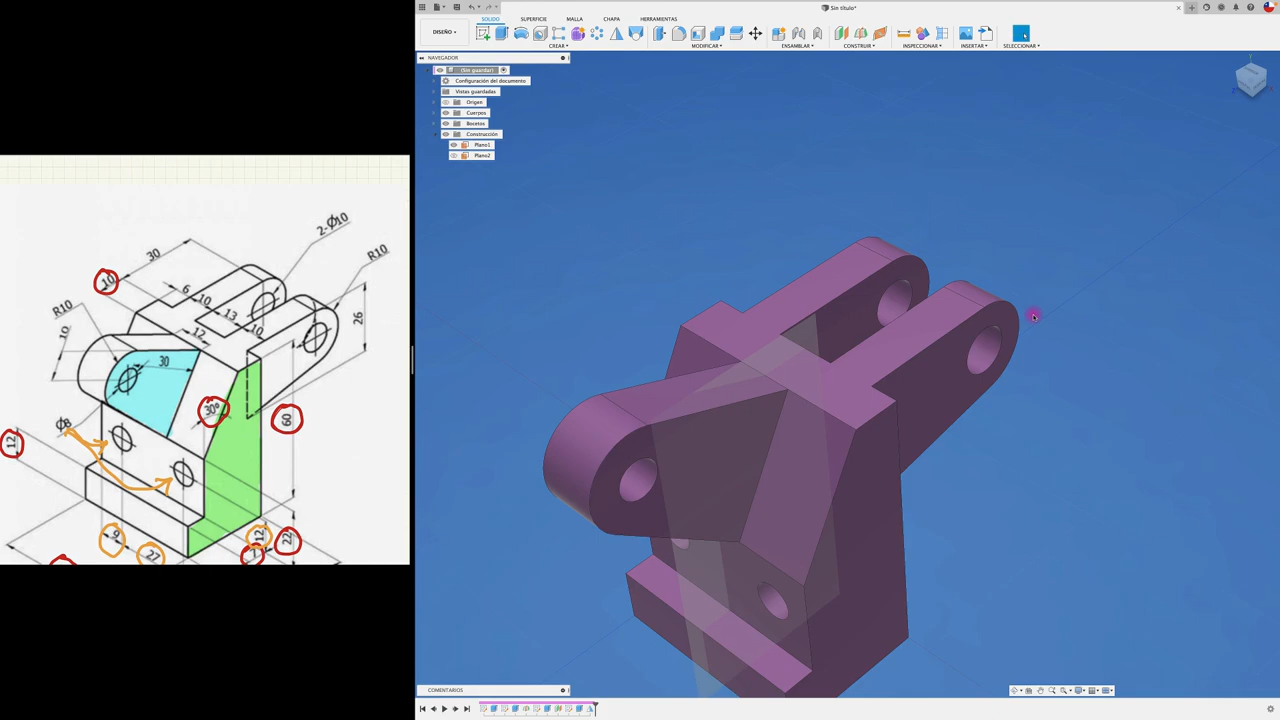 Sin título*
SOLIDO SUPERFICIE MALLA CHAPA HERRAMIENTAS
DISEÑO
CREAR MODIFICAR ENSAMBLAR CONSTRUIR INSPECCIONAR INSERTAR SELECCIONAR
NAVEGADOR
(Sin guardar)
Configuración del documento
Vistas guardadas
Origen
Cuerpos
Bocetos
Construcción
Plano1
Plano2
2-Ø10
30
R10
10
6
10
R10
13
10
26
12
10
30
30°
Ø8
60
12
9
12
22
27
7
COMENTARIOS